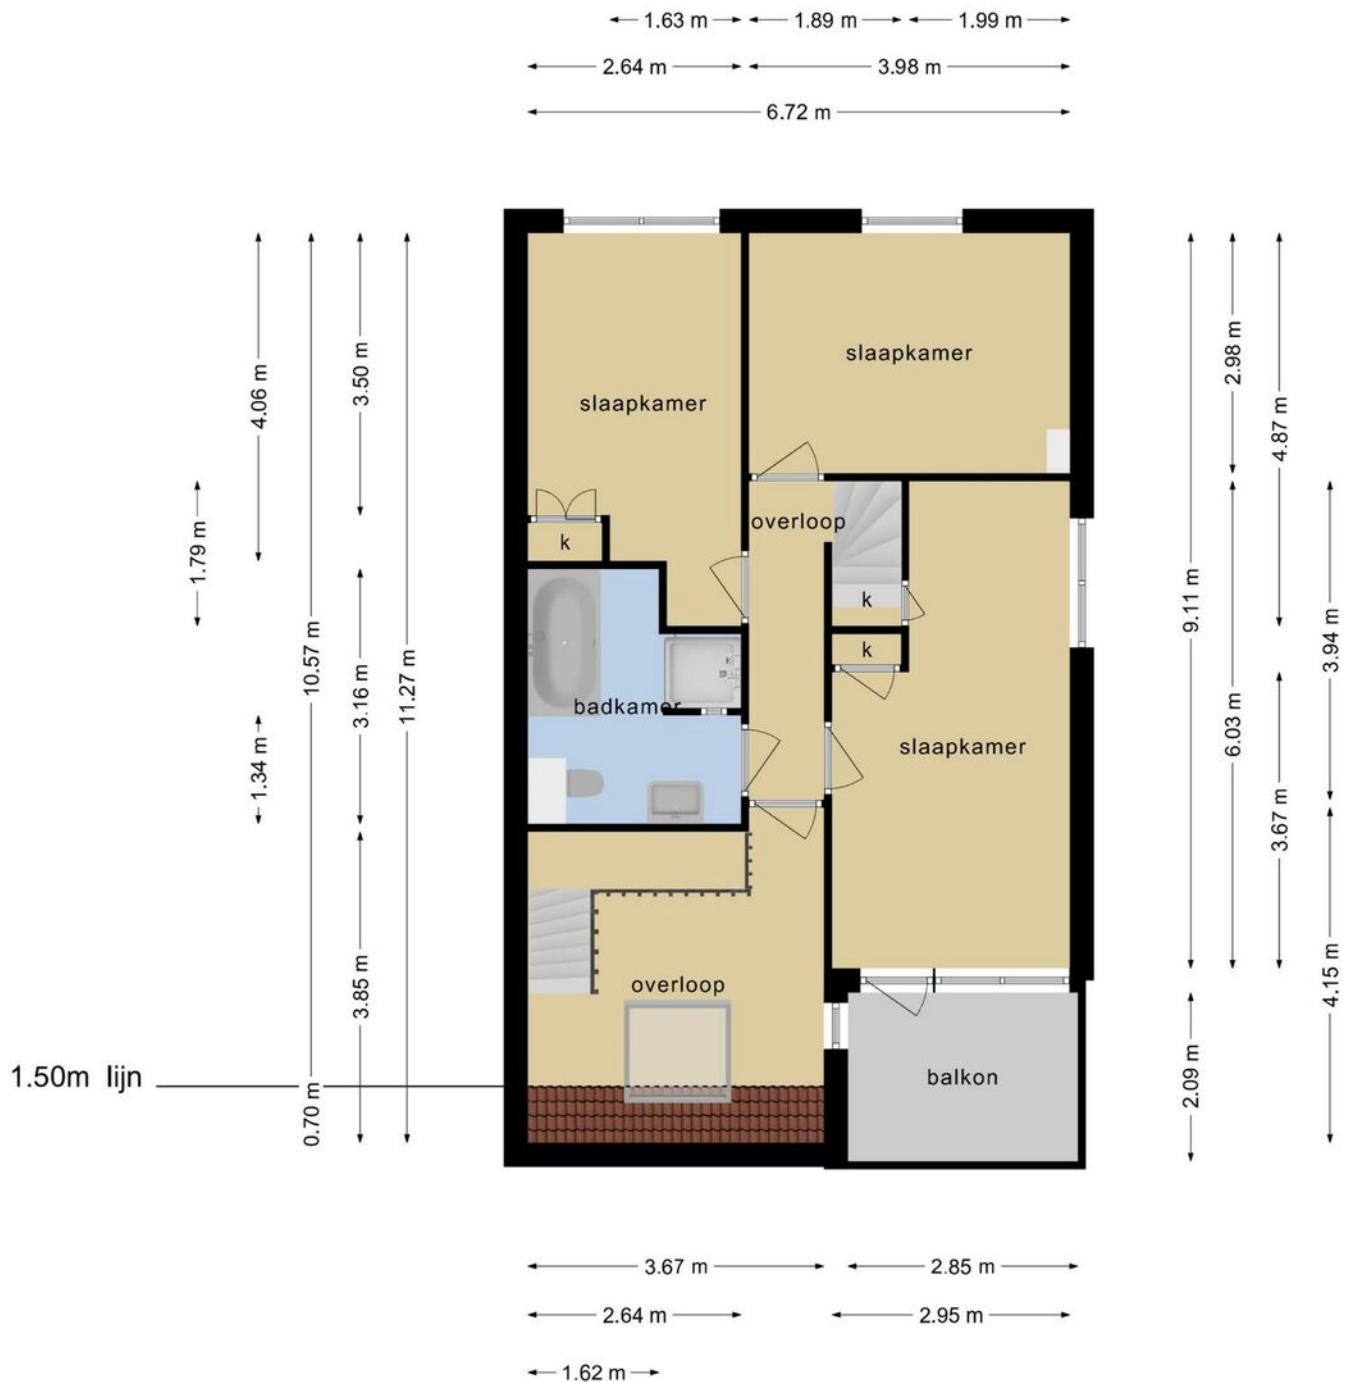 1.63 m 1.89 m 1.99 m
2.64 m 3.98 m
6.72 m
slaapkamer
slaapkamer
4.06 m
3.50 m
2.98 m
4.87 m
overloop
k
1.79 m
k
k
10.57 m
3.16 m
11.27 m
9.11 m
6.03 m
3.94 m
badkamer
slaapkamer
1.34 m
3.67 m
3.85 m
4.15 m
overloop
1.50m lijn
0.70 m
balkon
2.09 m
3.67 m 2.85 m
2.64 m 2.95 m
1.62 m